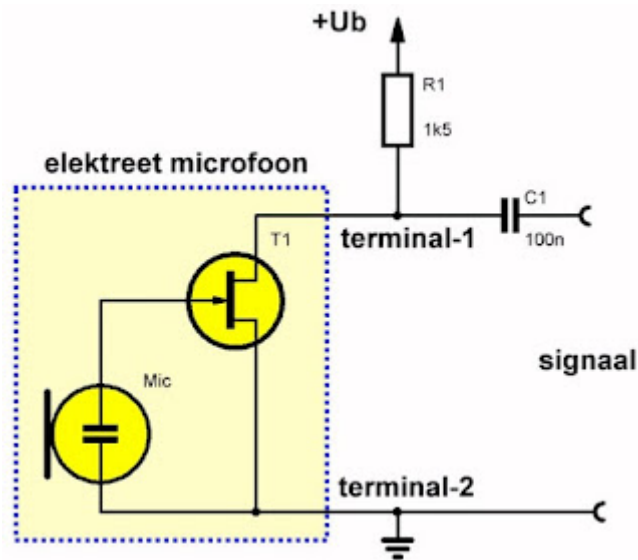 +Ub
R1
1k5
elektreet microfoon
T1
terminal-1
C1
100n
Mic
signaal
terminal-2